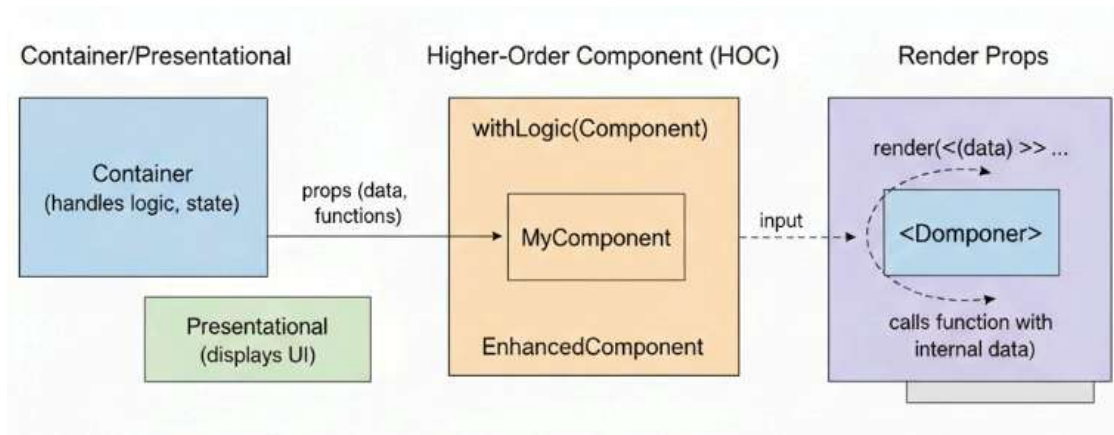 Container/Presentational
Container
(handles logic, state)
Presentational
(displays UI)
props (data,
functions)
Higher-Order Component (HOC)
withLogic(Component)
MyComponent
EnhancedComponent
input
Render Props
render(<(data) >> ...
<Domponer>
calls function with
internal data)